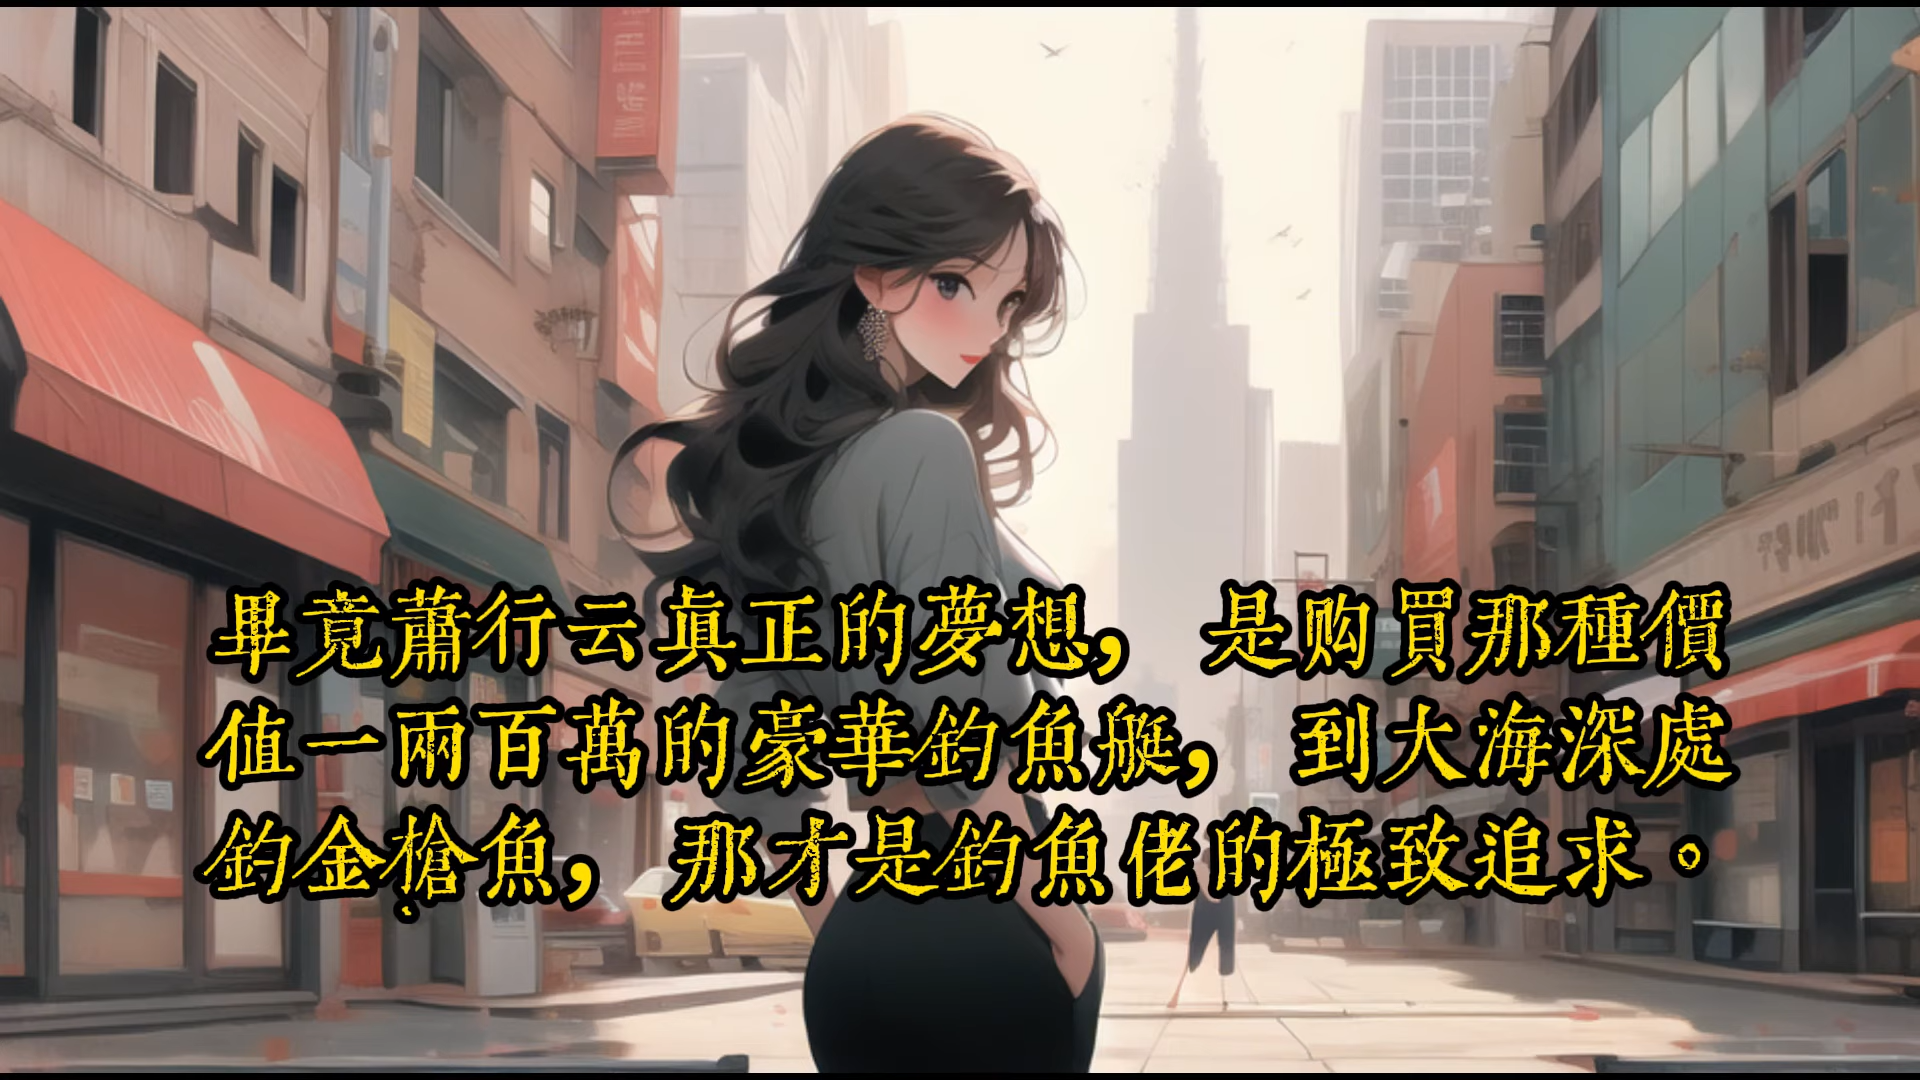 畢竟蕭行云真正的夢想，是购買那種價
值一兩百萬的豪華釣魚艇，到大海深處
釣金槍魚，那才是釣魚佬的極致追求。